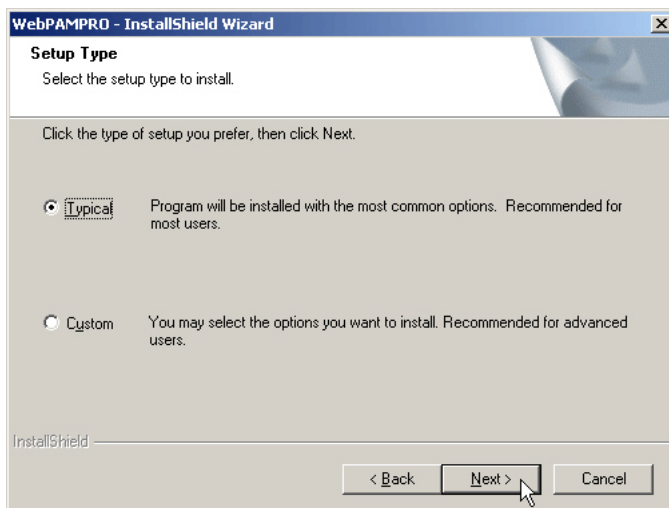 WebPAMPRO - InstallShield Wizard
Setup Type
Select the setup type to install.
Click the type of setup you prefer, then click Next.
Typical
Program will be installed with the most common options. Recommended for
most users.
Custom
You may select the options you want to install. Recommended for advanced
users.
InstallShield
< Back
Next >
Cancel